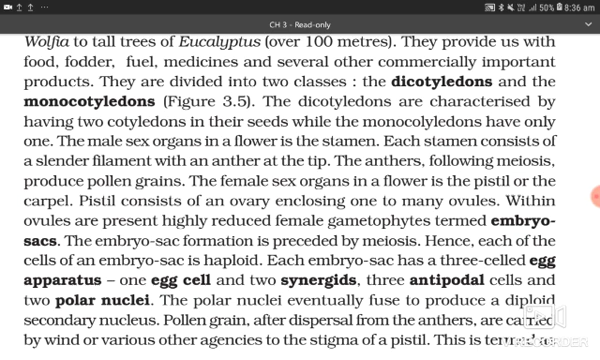 50% 8:36 am
CH 3 - Read-only
Wolfia to tall trees of Eucalyptus (over 100 metres). They provide us with
food, fodder, fuel, medicines and several other commercially important
products. They are divided into two classes : the dicotyledons and the
monocotyledons (Figure 3.5). The dicotyledons are characterised by
having two cotyledons in their seeds while the monocolyledons have only
one. The male sex organs in a flower is the stamen. Each stamen consists of
a slender filament with an anther at the tip. The anthers, following meiosis,
produce pollen grains. The female sex organs in a flower is the pistil or the
carpel. Pistil consists of an ovary enclosing one to many ovules. Within
ovules are present highly reduced female gametophytes termed embryo-
sacs. The embryo-sac formation is preceded by meiosis. Hence, each of the
cells of an embryo-sac is haploid. Each embryo-sac has a three-celled egg
apparatus – one egg cell and two synergids, three antipodal cells and
two polar nuclei. The polar nuclei eventually fuse to produce a diploid
secondary nucleus. Pollen grain, after dispersal from the anthers, are carried
by wind or various other agencies to the stigma of a pistil. This is termed as